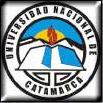 UNIVERSIDAD NACIONAL DE
CATAMARCA